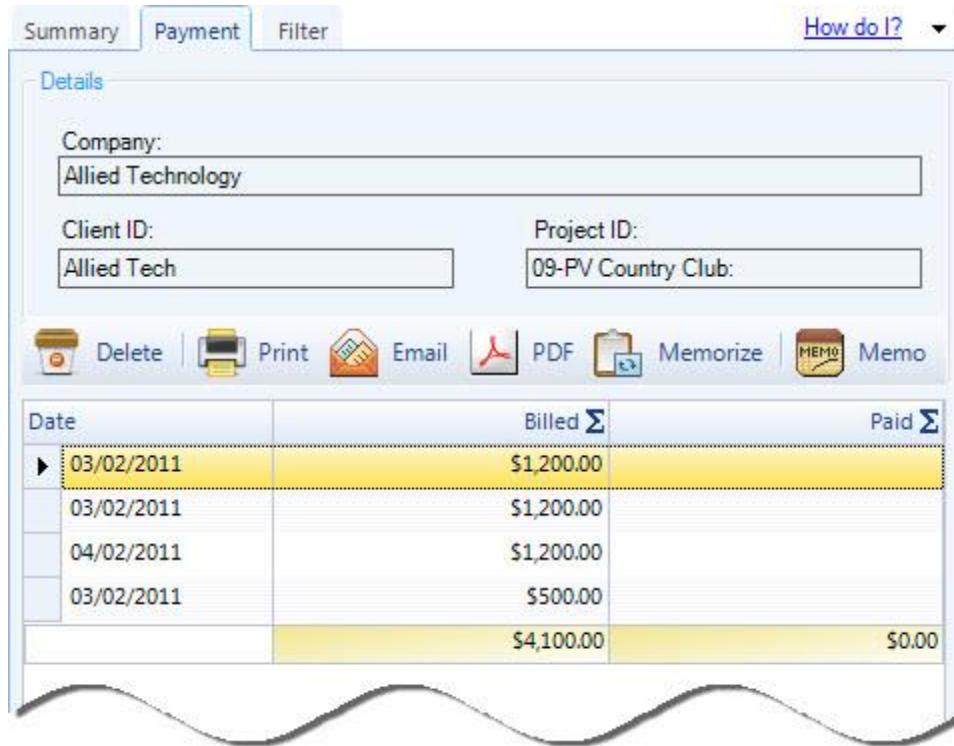 Summary Payment Filter How do I?
Details
Company:
Allied Technology
Client ID: Project ID:
Allied Tech 09-PV Country Club:
Delete Print Email PDF Memorize MEMO Memo
Date Billed Σ Paid Σ
03/02/2011 $1,200.00
03/02/2011 $1,200.00
04/02/2011 $1,200.00
03/02/2011 $500.00
$4,100.00 $0.00